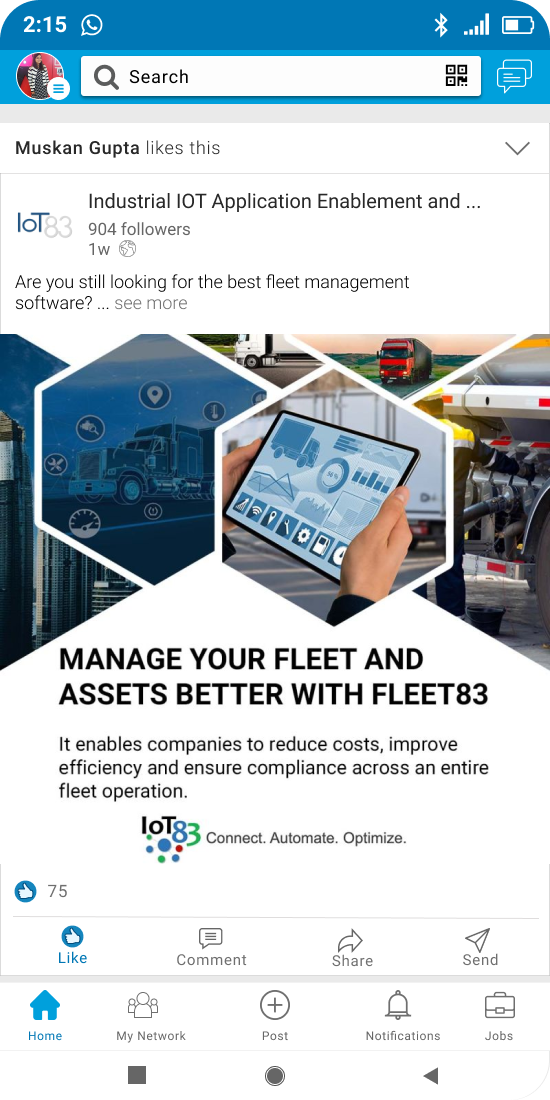 2:15
Search
Muskan Gupta likes this
IoT83
Industrial IOT Application Enablement and ...
904 followers
1w
Are you still looking for the best fleet management
software? ... see more
MANAGE YOUR FLEET AND
ASSETS BETTER WITH FLEET83
It enables companies to reduce costs, improve
efficiency and ensure compliance across an entire
fleet operation.
IoT83 Connect. Automate. Optimize.
75
Like Comment Share Send
Home My Network Post Notifications Jobs